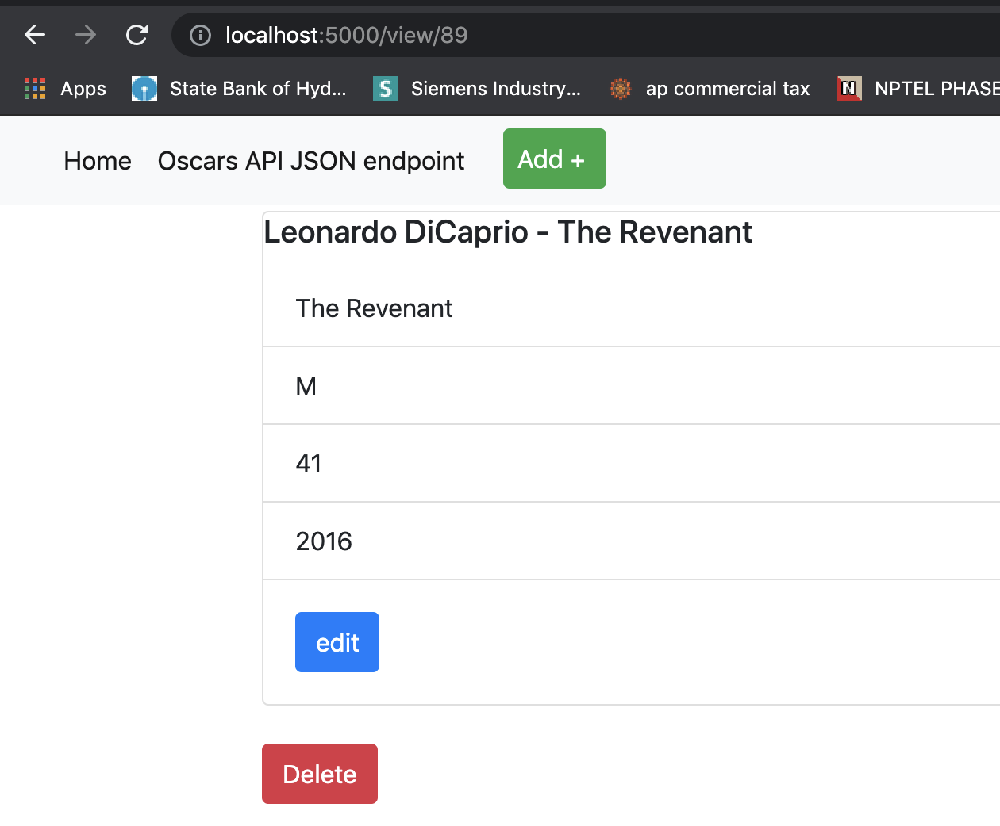 localhost:5000/view/89
Apps State Bank of Hyd... S Siemens Industry... ap commercial tax N NPTEL PHASE
Home Oscars API JSON endpoint Add +
Leonardo DiCaprio - The Revenant
The Revenant
M
41
2016
edit
Delete